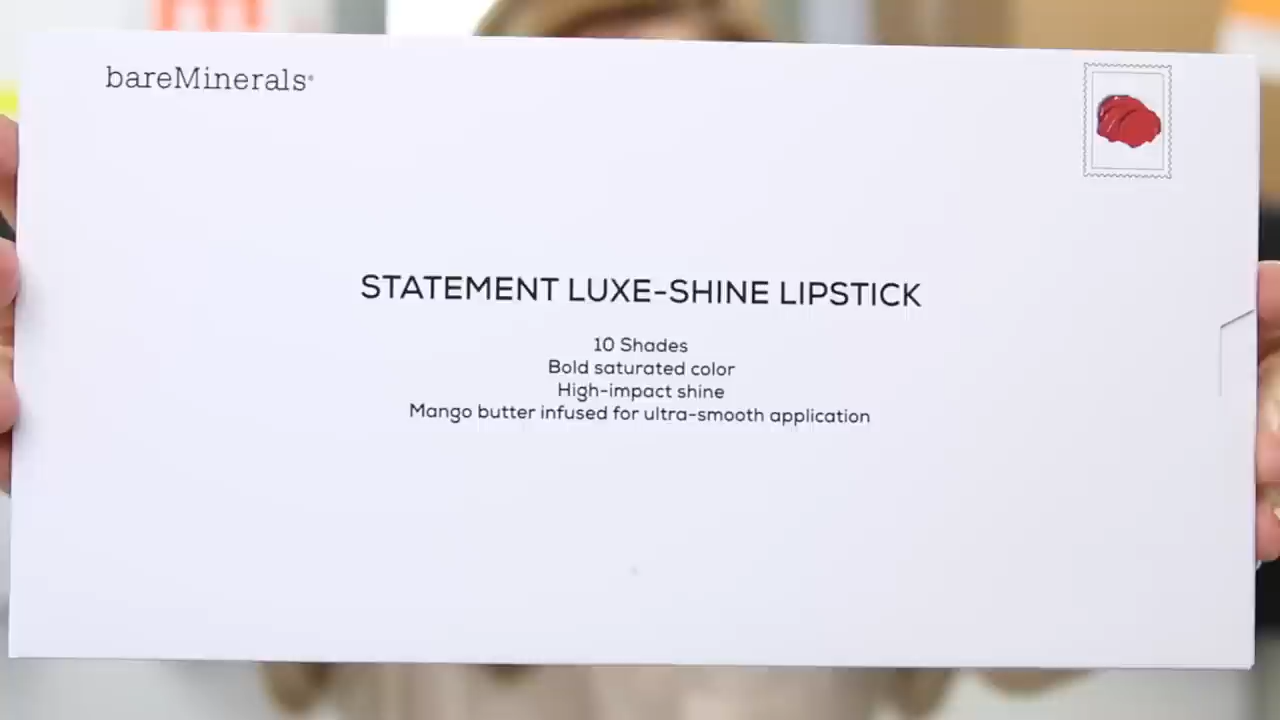 bareMinerals®
STATEMENT LUXE-SHINE LIPSTICK
10 Shades
Bold saturated color
High-impact shine
Mango butter infused for ultra-smooth application